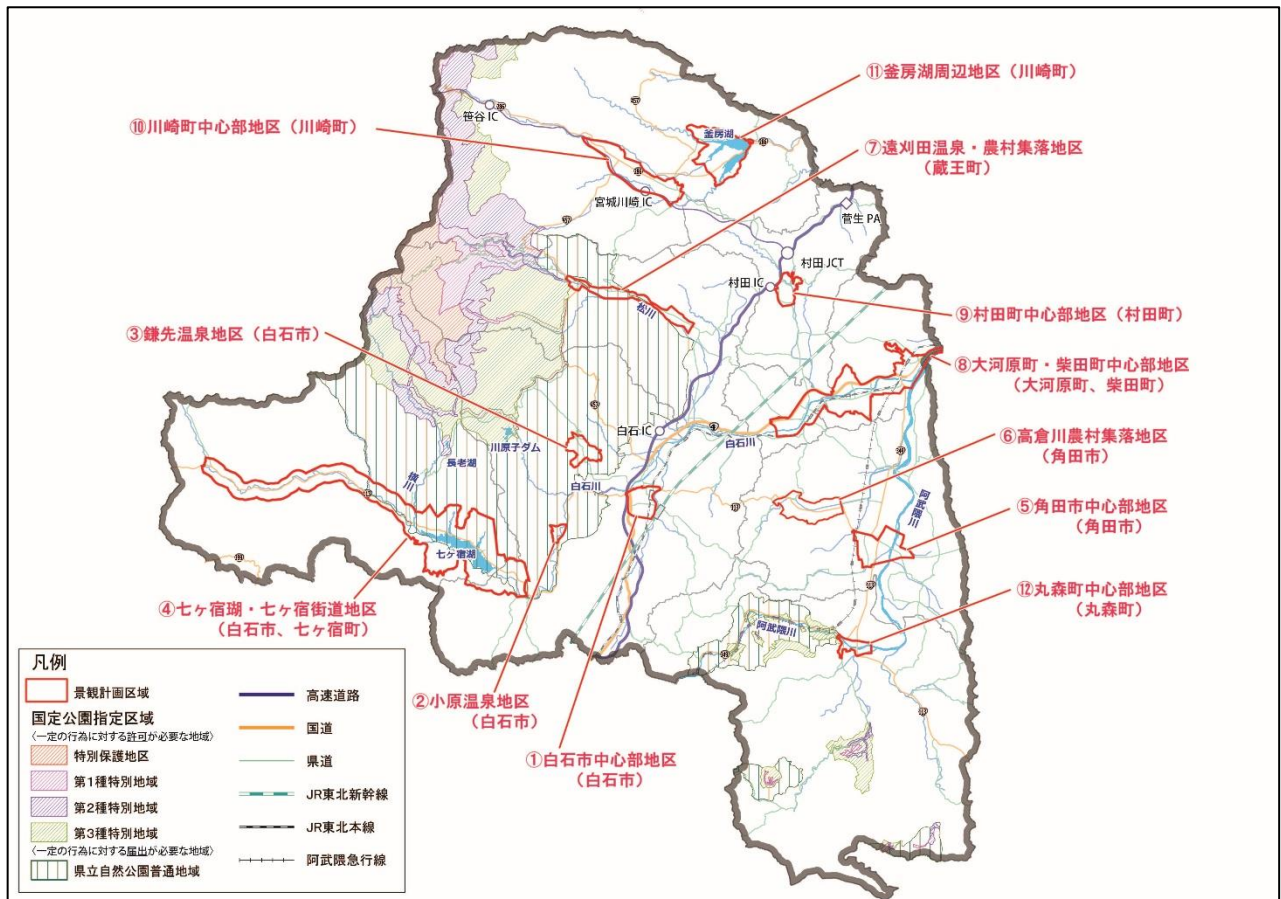 ⑪釜房湖周辺地区（川崎町）
⑩川崎町中心部地区（川崎町）
笹谷IC
釜房湖
⑦遠刈田温泉・農村集落地区
（蔵王町）
宮城川崎IC
菅生PA
村田JCT
村田IC
松川
⑨村田町中心部地区（村田町）
③鎌先温泉地区（白石市）
⑧大河原町・柴田町中心部地区
（大河原町、柴田町）
白石IC
白石川
川原子ダム
長老湖
横川
白石川
⑥高倉川農村集落地区
（角田市）
阿武隈川
⑤角田市中心部地区
（角田市）
七ヶ宿湖
④七ヶ宿瑚・七ヶ宿街道地区
（白石市、七ヶ宿町）
⑫丸森町中心部地区
（丸森町）
阿武隈川
②小原温泉地区
（白石市）
①白石市中心部地区
（白石市）
凡例
景観計画区域
国定公園指定区域
〈一定の行為に対する許可が必要な地域〉
特別保護地区
第1種特別地域
第2種特別地域
第3種特別地域
〈一定の行為に対する届出が必要な地域〉
県立自然公園普通地域
高速道路
国道
県道
JR東北新幹線
JR東北本線
阿武隈急行線